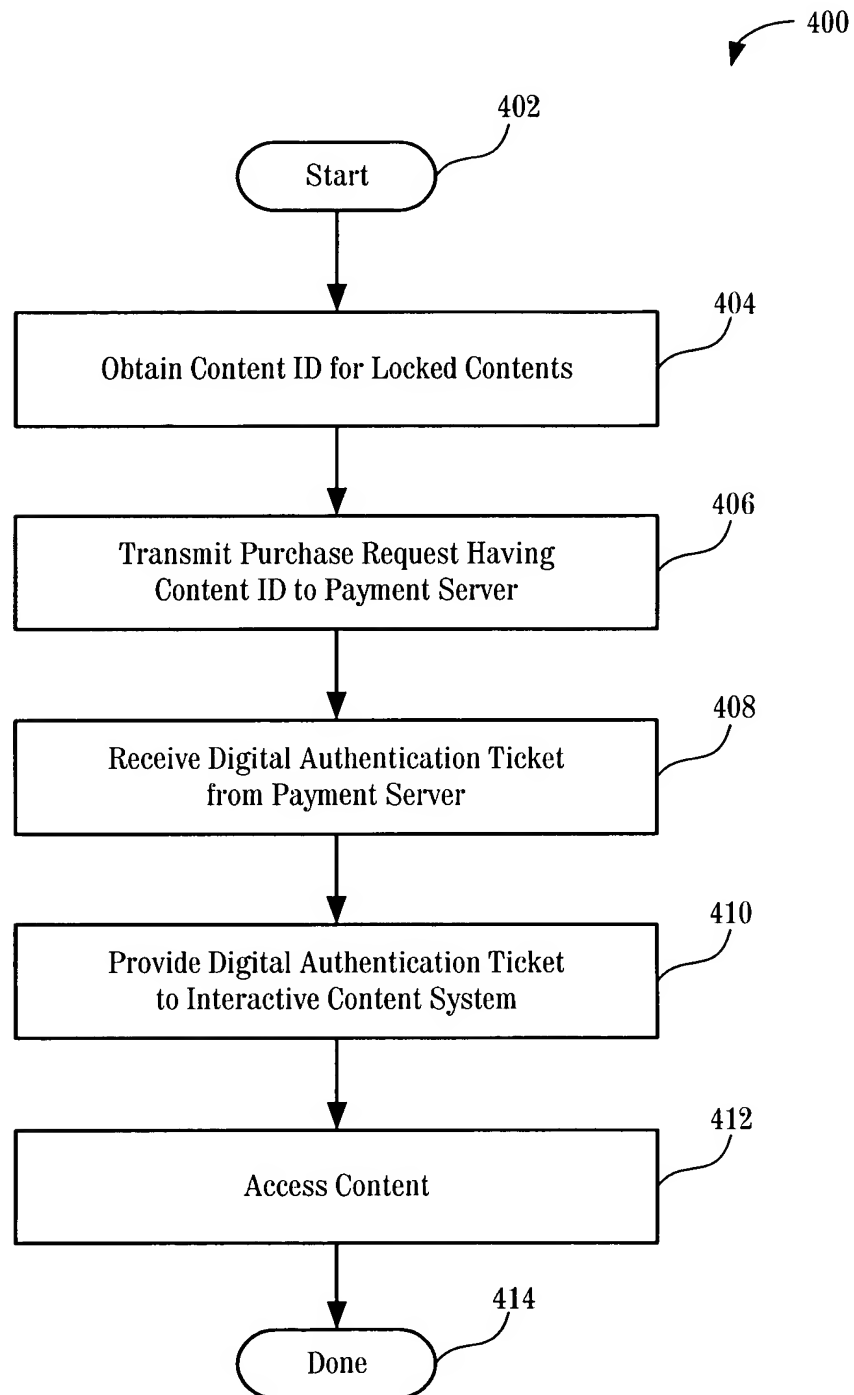 400
402
Start
404
Obtain Content ID for Locked Contents
406
Transmit Purchase Request Having
Content ID to Payment Server
408
Receive Digital Authentication Ticket
from Payment Server
410
Provide Digital Authentication Ticket
to Interactive Content System
412
Access Content
414
Done